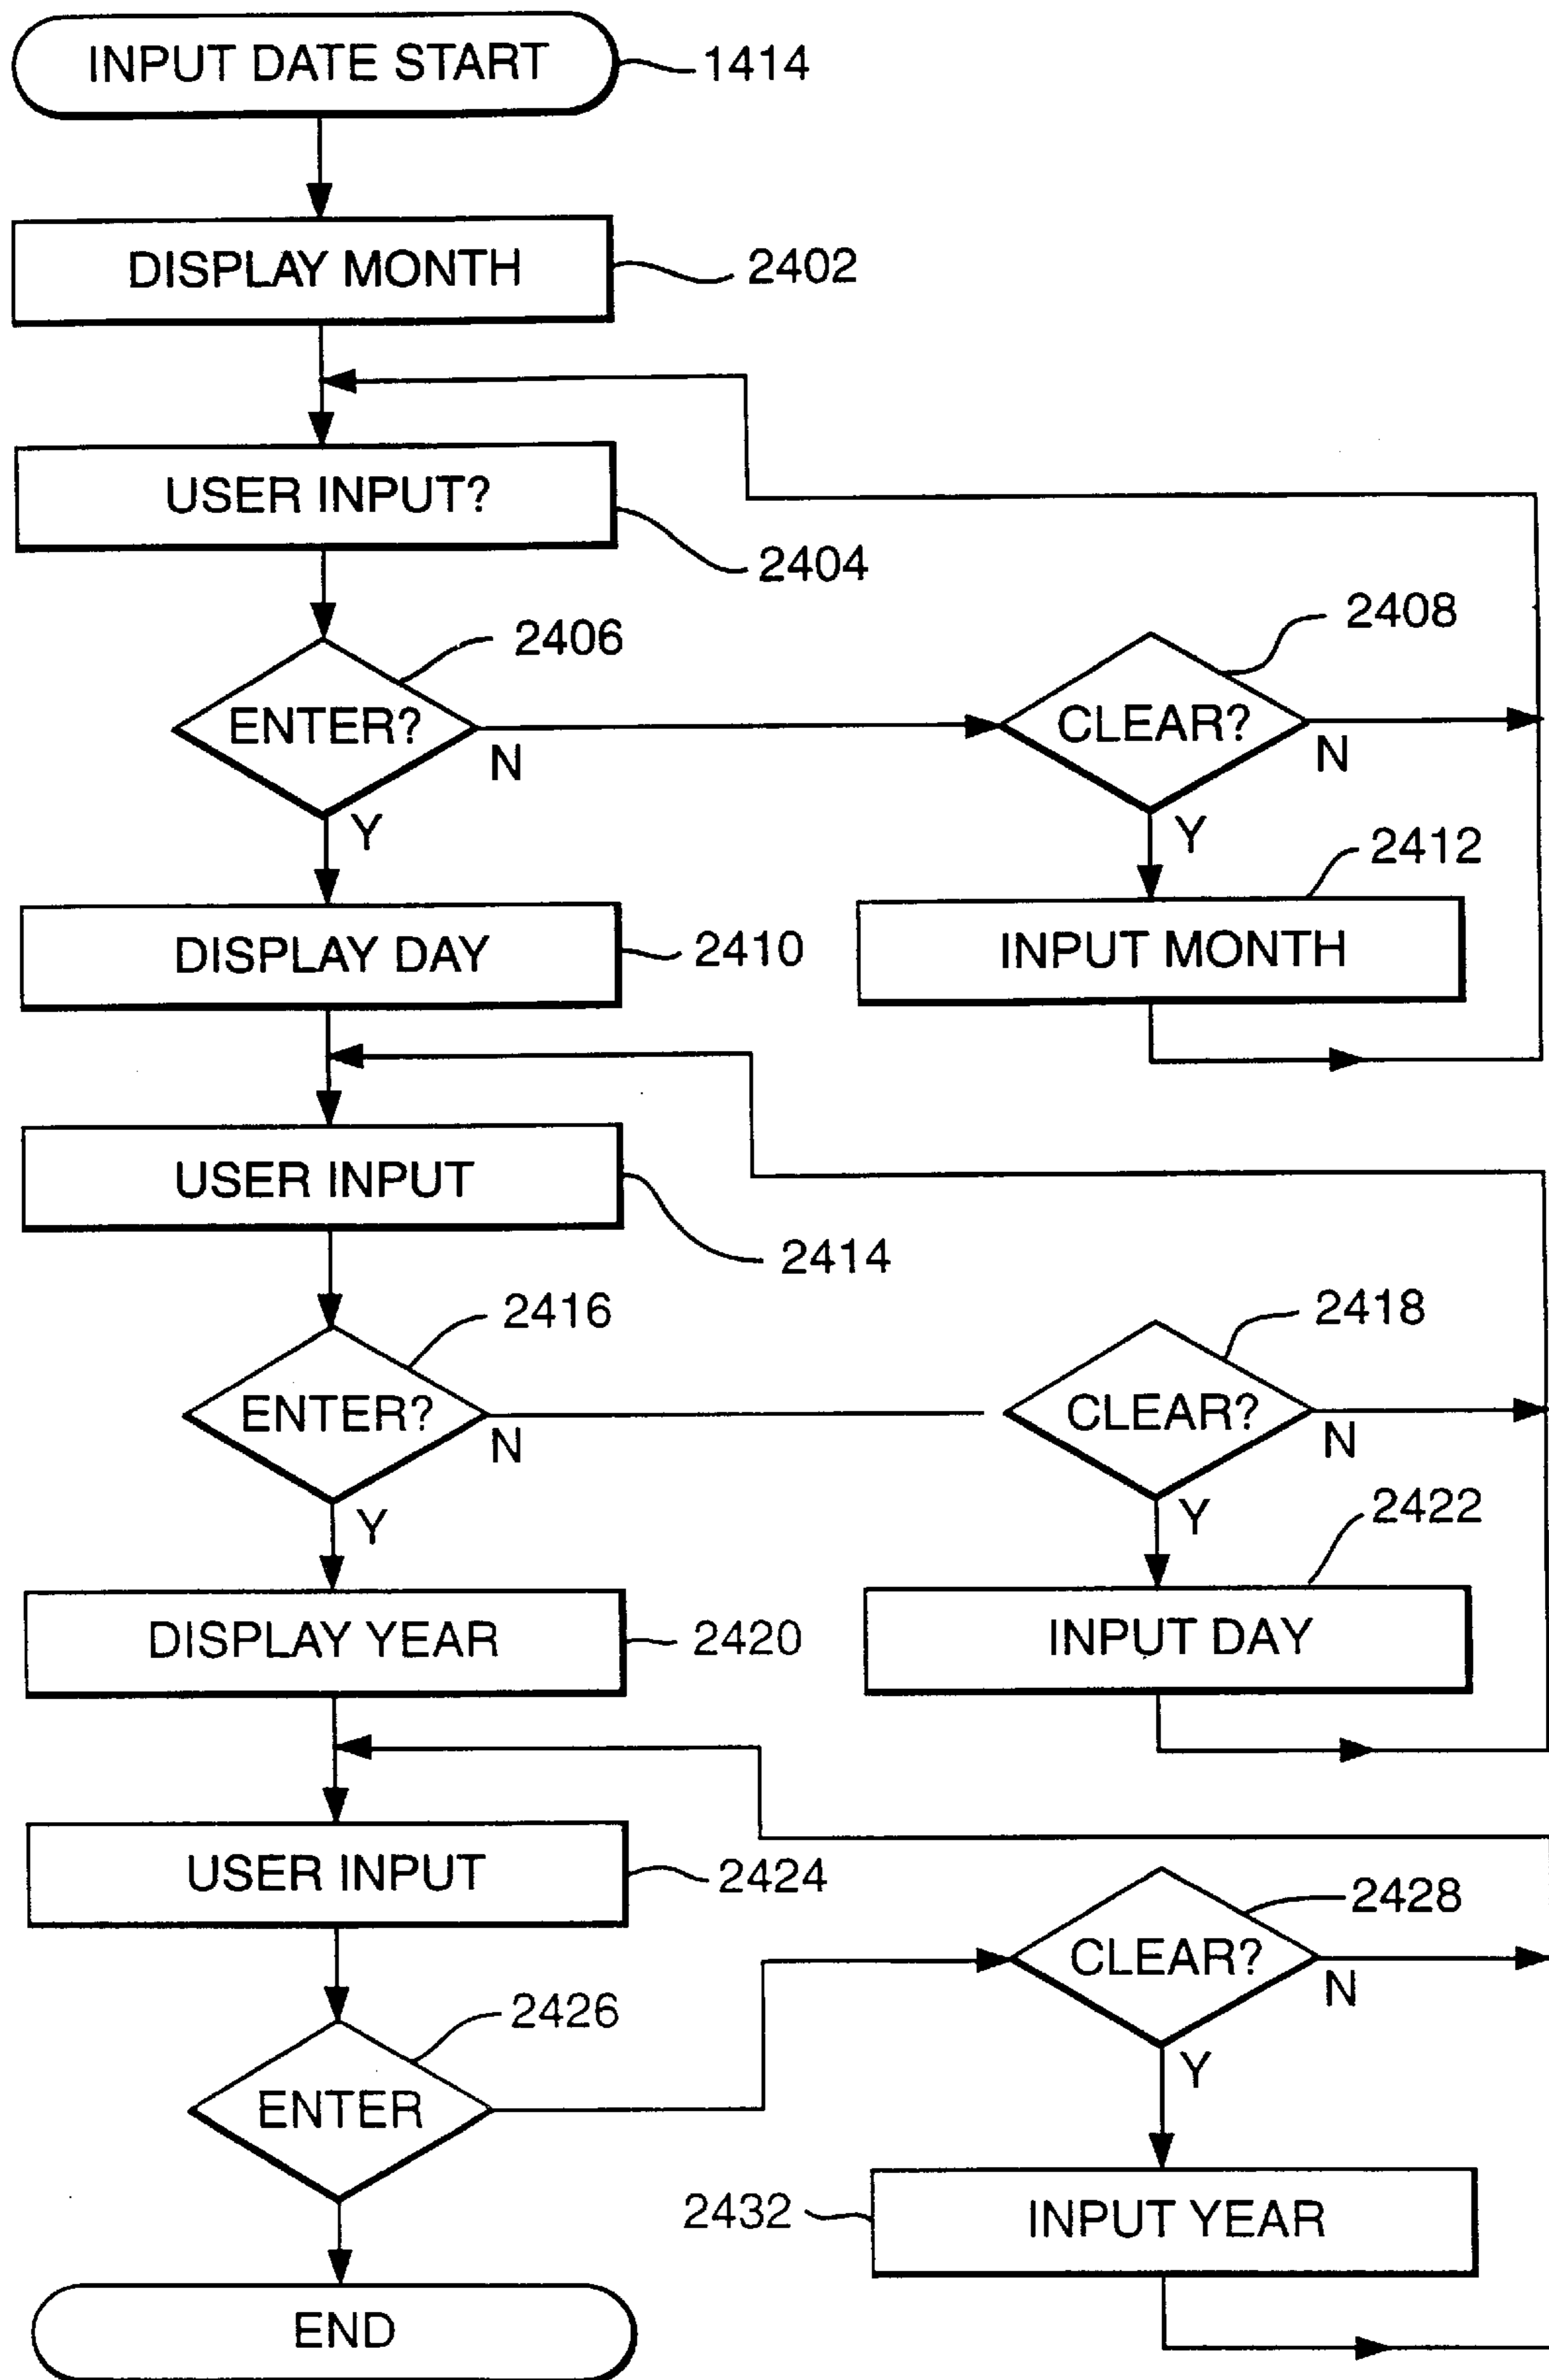 INPUT DATE START
1414
DISPLAY MONTH
2402
USER INPUT?
2404
2406
ENTER?
N
Y
2408
CLEAR?
N
Y
2412
INPUT MONTH
DISPLAY DAY
2410
USER INPUT
2414
2416
ENTER?
N
Y
2418
CLEAR?
N
Y
2422
INPUT DAY
DISPLAY YEAR
2420
USER INPUT
2424
2426
ENTER
2428
CLEAR?
N
Y
2432
INPUT YEAR
END